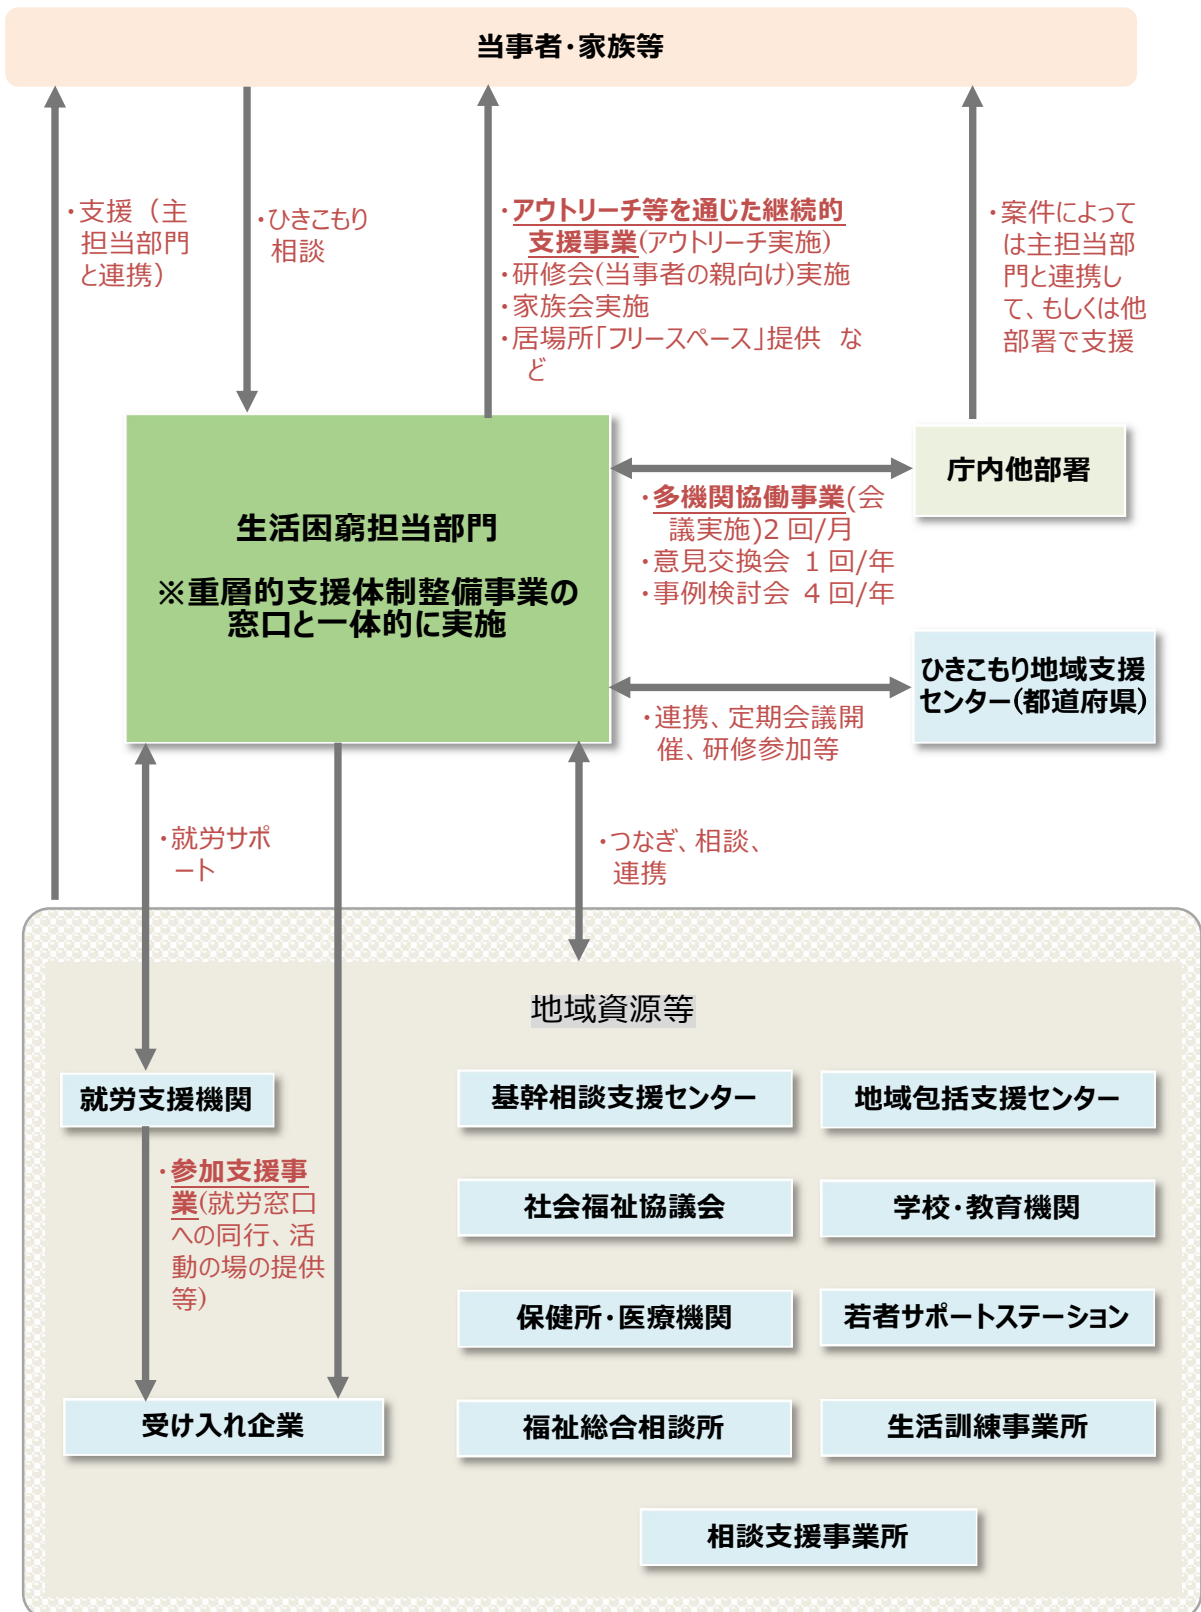 当事者・家族等
・支援（主
担当部門
と連携）
・ひきこもり
相談
・アウトリーチ等を通じた継続的
支援事業(アウトリーチ実施)
・研修会(当事者の親向け)実施
・家族会実施
・居場所「フリースペース」提供　な
ど
・案件によって
は主担当部
門と連携し
て、もしくは他
部署で支援
生活困窮担当部門
※重層的支援体制整備事業の
窓口と一体的に実施
庁内他部署
・多機関協働事業(会
議実施)2 回/月
・意見交換会 1 回/年
・事例検討会 4 回/年
ひきこもり地域支援
センター(都道府県)
・連携、定期会議開
催、研修参加等
・就労サポ
ート
・つなぎ、相談、
連携
地域資源等
就労支援機関
基幹相談支援センター
地域包括支援センター
・参加支援事
業(就労窓口
への同行、活
動の場の提供
等)
社会福祉協議会
学校・教育機関
保健所・医療機関
若者サポートステーション
受け入れ企業
福祉総合相談所
生活訓練事業所
相談支援事業所